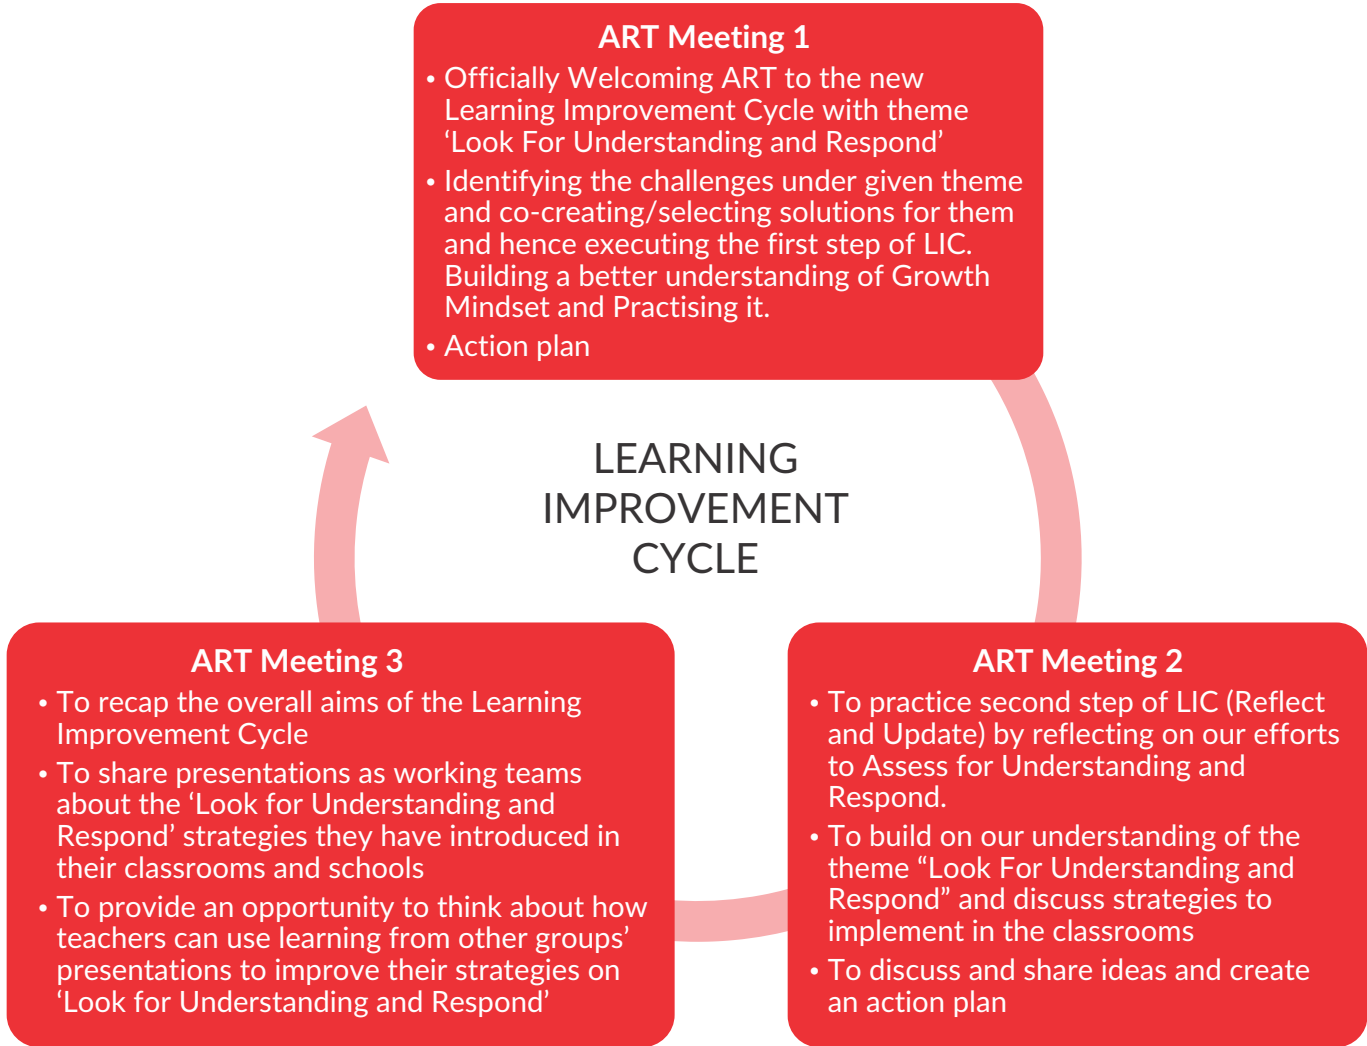 ART Meeting 1
• Officially Welcoming ART to the new
Learning Improvement Cycle with theme
‘Look For Understanding and Respond’
• Identifying the challenges under given theme
and co-creating/selecting solutions for them
and hence executing the first step of LIC.
Building a better understanding of Growth
Mindset and Practising it.
• Action plan
LEARNING
IMPROVEMENT
CYCLE
ART Meeting 2
• To practice second step of LIC (Reflect
and Update) by reflecting on our efforts
to Assess for Understanding and
Respond.
• To build on our understanding of the
theme “Look For Understanding and
Respond” and discuss strategies to
implement in the classrooms
• To discuss and share ideas and create
an action plan
ART Meeting 3
• To recap the overall aims of the Learning
Improvement Cycle
• To share presentations as working teams
about the ‘Look for Understanding and
Respond’ strategies they have introduced in
their classrooms and schools
• To provide an opportunity to think about how
teachers can use learning from other groups’
presentations to improve their strategies on
‘Look for Understanding and Respond’